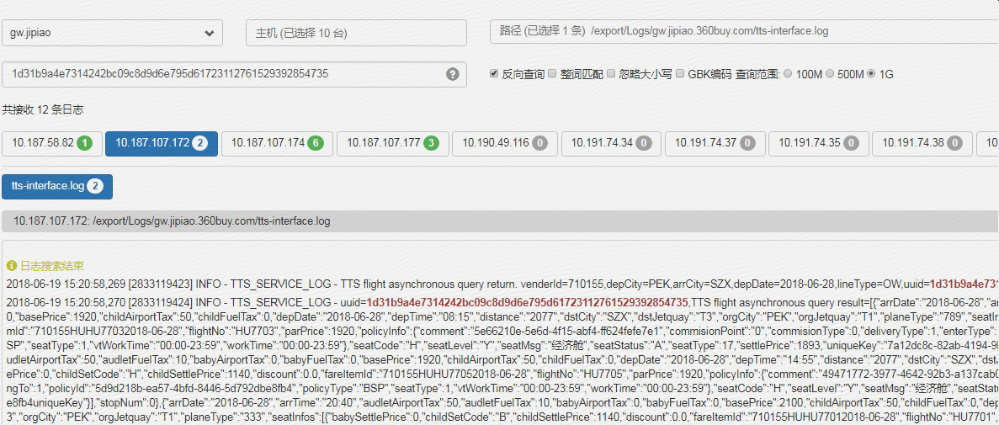 gw.jipiao 主机 (已选择 10 台) 路径 (已选择 1 条) /export/Logs/gw.jipiao.360buy.com/tts-interface.log
1d31b9a4e7314242bc09c8d9d6e795d6172311276​1529392854735 反向查询 整词匹配 忽略大小写 GBK编码 查询范围: 100M 500M 1G
共接收 12 条日志
10.187.58.82 1 10.187.107.172 2 10.187.107.174 6 10.187.107.177 3 10.190.49.116 0 10.191.74.34 0 10.191.74.37 0 10.191.74.35 0 10.191.74.38 0 10
tts-interface.log 2
10.187.107.172: /export/Logs/gw.jipiao.360buy.com/tts-interface.log
日志搜索结束
2018-06-19 15:20:58,269 [2833119423] INFO - TTS_SERVICE_LOG - TTS flight asynchronous query return. venderId=710155,depCity=PEK,arrCity=SZX,depDate=2018-06-28,lineType=OW,uuid=1d31b9a4e731
2018-06-19 15:20:58,270 [2833119424] INFO - TTS_SERVICE_LOG - uuid=1d31b9a4e7314242bc09c8d9d6e795d61723112761529392854735,TTS flight asynchronous query result=[{"arrDate":"2018-06-28","ar
0,"basePrice":1920,"childAirportTax":50,"childFuelTax":0,"depDate":"2018-06-28","depTime":"08:15","distance":"2077","dstCity":"SZX","dstJetquay":"T3","orgCity":"PEK","orgJetquay":"T1","planeType":"789","seatIn
mId":"710155HUHU77032018-06-28","flightNo":"HU7703","parPrice":1920,"policyInfo":{"comment":"5e66210e-5e6d-4f15-abf4-ff624fefe7e1","commisionPoint":"0","commisionType":0,"deliveryType":1,"enterType":
SP","seatType":1,"vtWorkTime":"00:00-23:59","workTime":"00:00-23:59"},"seatCode":"H","seatLevel":"Y","seatMsg":"经济舱","seatStatus":"A","seatType":17,"settlePrice":1893,"uniqueKey":"7a12dc8c-82ab-4194-9
audletAirportTax":50,"audletFuelTax":10,"babyAirportTax":0,"babyFuelTax":0,"basePrice":1920,"childAirportTax":50,"childFuelTax":0,"depDate":"2018-06-28","depTime":"14:55","distance":"2077","dstCity":"SZX","dstJ
ePrice":0,"childSetCode":"H","childSettlePrice":1140,"discount":0.0,"fareItemId":"710155HUHU77052018-06-28","flightNo":"HU7705","parPrice":1920,"policyInfo":{"comment":"49471772-3977-4642-92b3-a137cab0
ngTo":1,"policyId":"5d9d218b-ea57-4bfd-8446-5d792dbe8fb4","policyType":"BSP","seatType":1,"vtWorkTime":"00:00-23:59","workTime":"00:00-23:59"},"seatCode":"H","seatLevel":"Y","seatMsg":"经济舱","seatStatu
e8fb4uniqueKey"}],"stopNum":0},{"arrDate":"2018-06-28","arrTime":"20:40","audletAirportTax":50,"audletFuelTax":10,"babyAirportTax":0,"babyFuelTax":0,"basePrice":2100,"childAirportTax":50,"childFuelTax":0,"dep
3","orgCity":"PEK","orgJetquay":"T1","planeType":"333","seatInfos":[{"babySettlePrice":0,"childSetCode":"B","childSettlePrice":1140,"discount":0.0,"fareItemId":"710155HUHU77012018-06-28","flightNo":"HU7701",